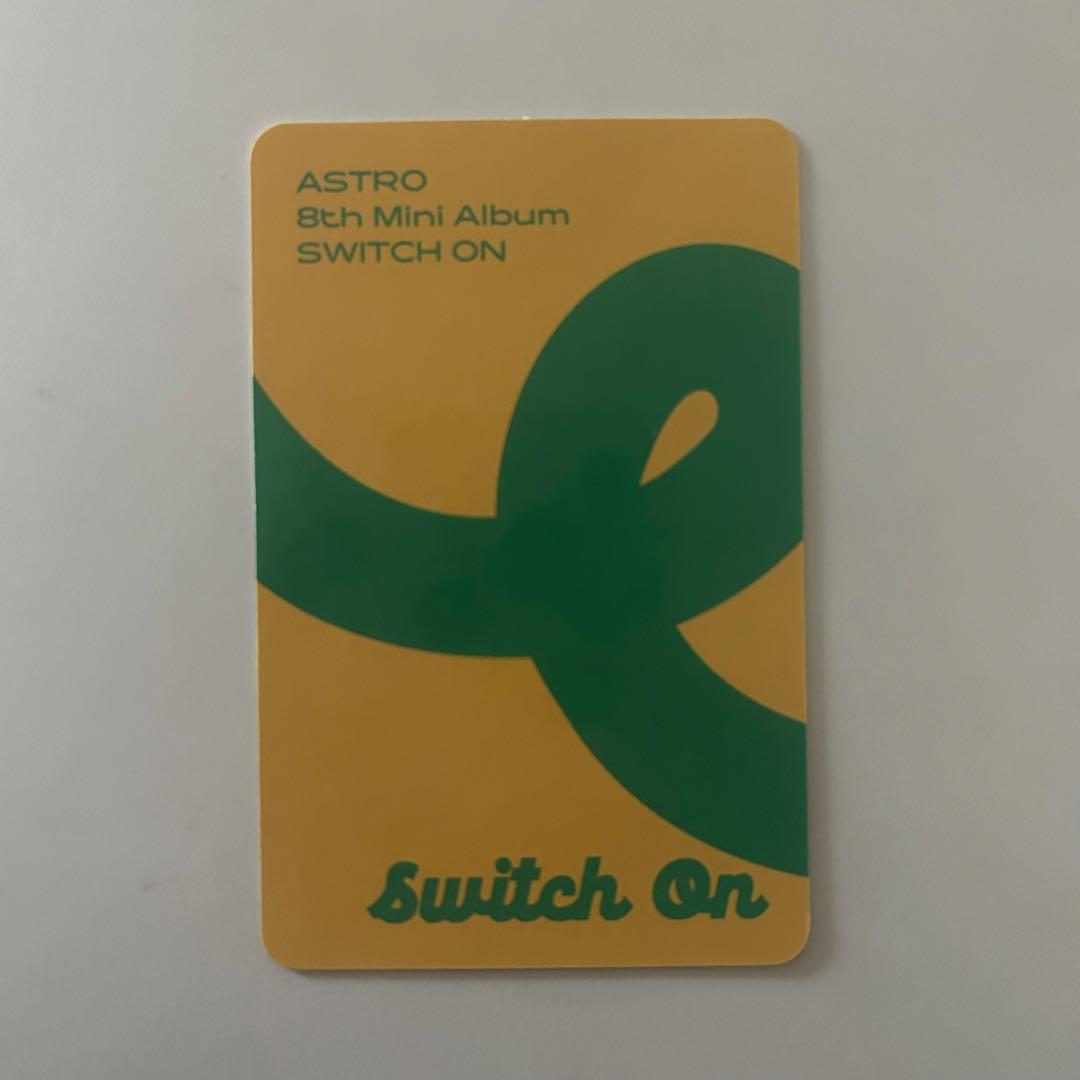 ASTRO
8th Mini Album
SWITCH ON
Switch On